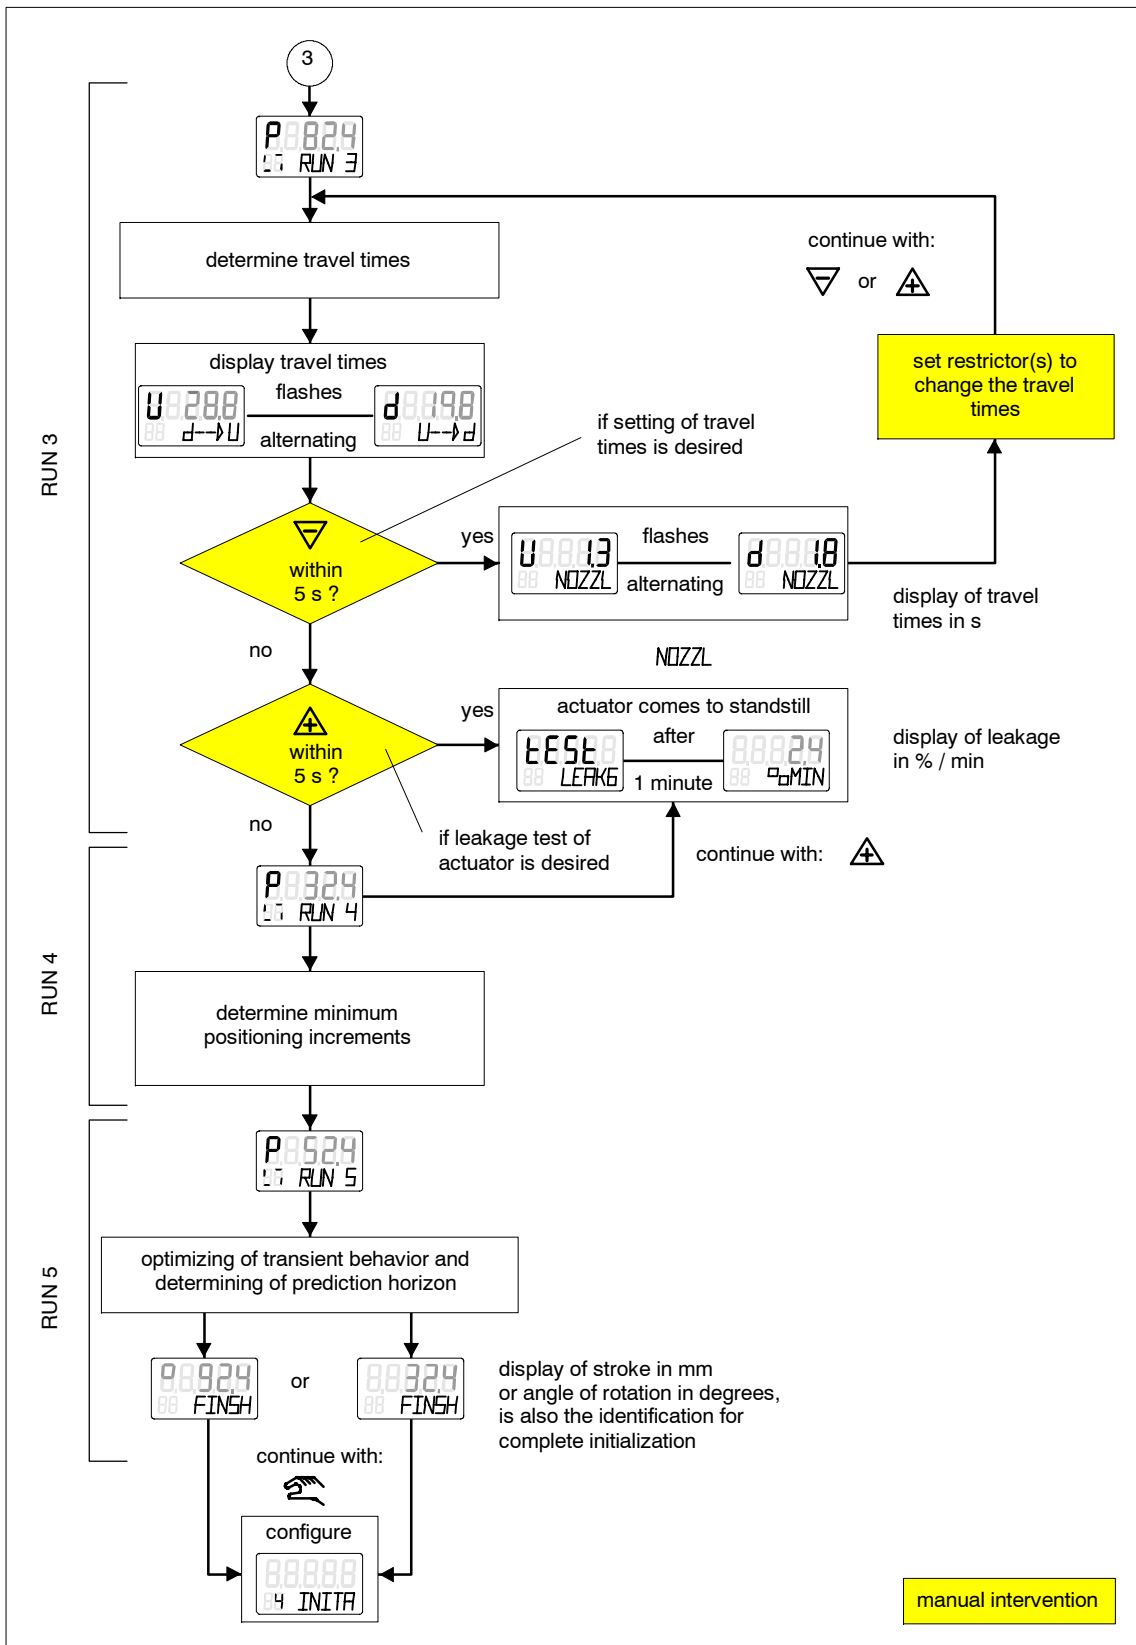 3
P 82.4
RUN 3
determine travel times
continue with:
or
display travel times
flashes
U 28.8
d-->U
d 19.8
U-->d
alternating
set restrictor(s) to
change the travel
times
RUN 3
if setting of travel
times is desired
within
5 s ?
yes
flashes
U 1.3
NOZZL
d 1.8
NOZZL
alternating
display of travel
times in s
no
NOZZL
within
5 s ?
yes
actuator comes to standstill
after
tESt
LEAKG
2.4
%MIN
1 minute
display of leakage
in % / min
no
if leakage test of
actuator is desired
continue with:
P 32.4
RUN 4
RUN 4
determine minimum
positioning increments
P 52.4
RUN 5
RUN 5
optimizing of transient behavior and
determining of prediction horizon
° 92.4
FINSH
or
32.4
FINSH
display of stroke in mm
or angle of rotation in degrees,
is also the identification for
complete initialization
continue with:
configure
4 INITA
manual intervention